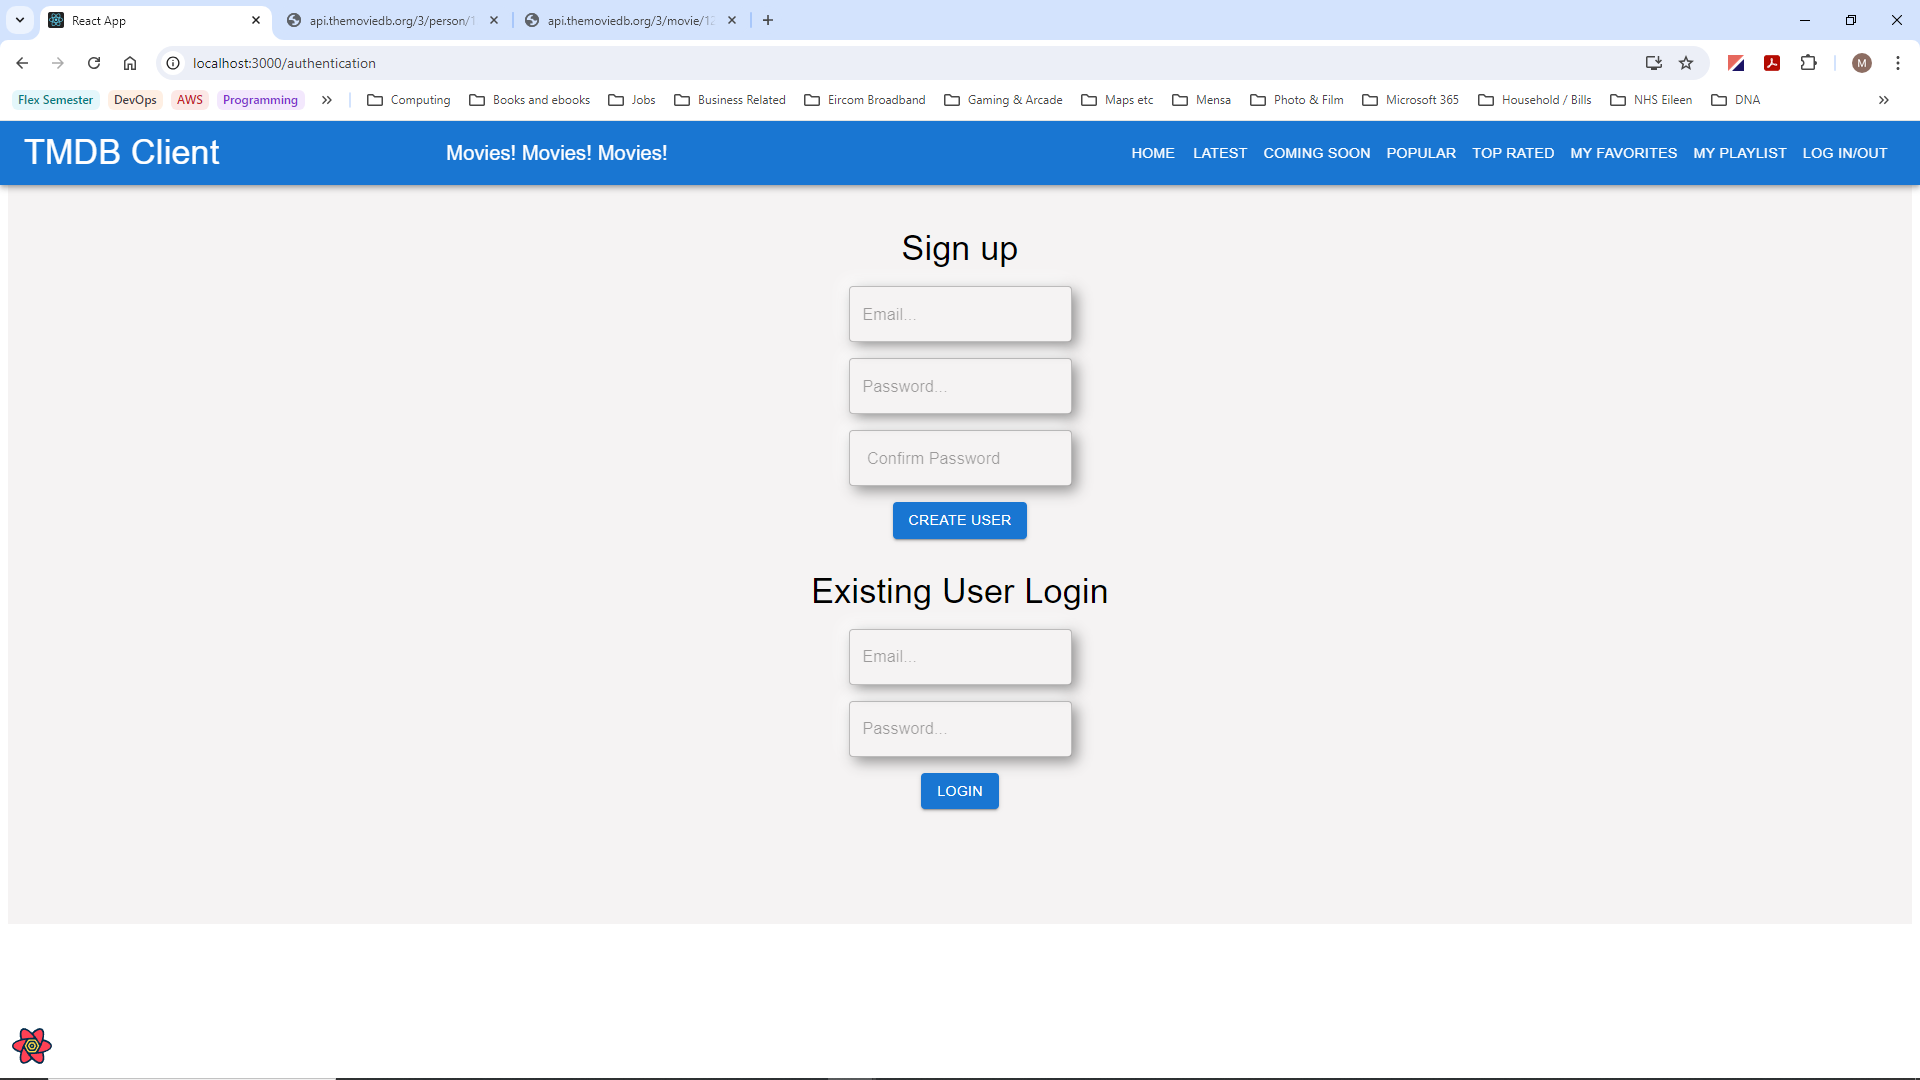 React App
api.themoviedb.org/3/person/1
api.themoviedb.org/3/movie/12
localhost:3000/authentication
M
Flex Semester DevOps AWS Programming Computing Books and ebooks Jobs Business Related Eircom Broadband Gaming & Arcade Maps etc Mensa Photo & Film Microsoft 365 Household / Bills NHS Eileen DNA
TMDB Client Movies! Movies! Movies! HOME LATEST COMING SOON POPULAR TOP RATED MY FAVORITES MY PLAYLIST LOG IN/OUT
Sign up
Email...
Password...
Confirm Password
CREATE USER
Existing User Login
Email...
Password...
LOGIN